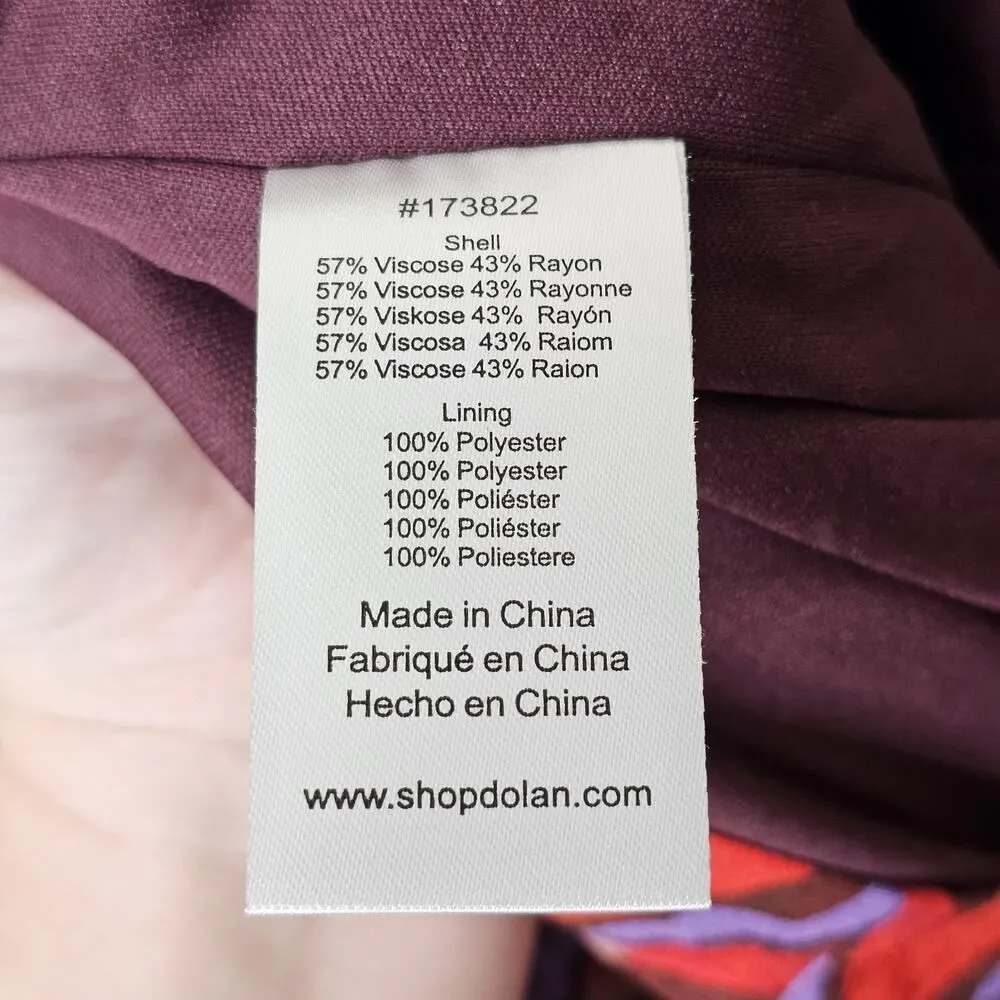 #173822
Shell
57% Viscose 43% Rayon
57% Viscose 43% Rayonne
57% Viskose 43% Rayón
57% Viscosa 43% Raiom
57% Viscose 43% Raion
Lining
100% Polyester
100% Polyester
100% Poliéster
100% Poliéster
100% Poliestere
Made in China
Fabriqué en China
Hecho en China
www.shopdolan.com